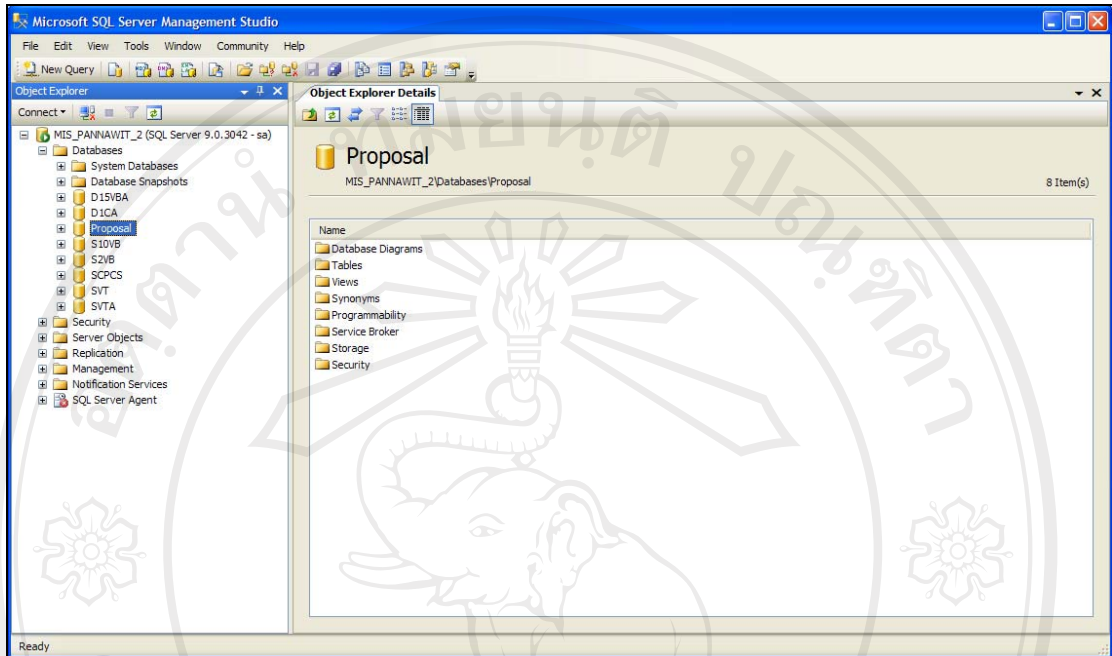 Microsoft SQL Server Management Studio
File Edit View Tools Window Community Help
New Query
Object Explorer
Connect
MIS_PANNAWIT_2 (SQL Server 9.0.3042 - sa)
Databases
System Databases
Database Snapshots
D15VBA
D1CA
Proposal
S10VB
S2VB
SCPCS
SVT
SVTA
Security
Server Objects
Replication
Management
Notification Services
SQL Server Agent
Object Explorer Details
Proposal
MIS_PANNAWIT_2\Databases\Proposal
8 Item(s)
Name
Database Diagrams
Tables
Views
Synonyms
Programmability
Service Broker
Storage
Security
Ready